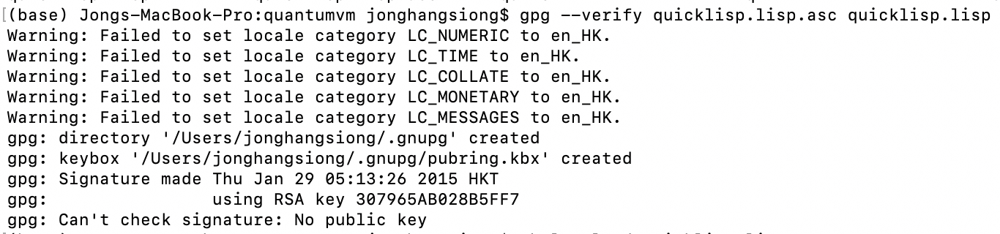 (base) Jongs-MacBook-Pro:quantumvm jonghangsiong$ gpg --verify quicklisp.lisp.asc quicklisp.lisp
Warning: Failed to set locale category LC_NUMERIC to en_HK.
Warning: Failed to set locale category LC_TIME to en_HK.
Warning: Failed to set locale category LC_COLLATE to en_HK.
Warning: Failed to set locale category LC_MONETARY to en_HK.
Warning: Failed to set locale category LC_MESSAGES to en_HK.
gpg: directory '/Users/jonghangsiong/.gnupg' created
gpg: keybox '/Users/jonghangsiong/.gnupg/pubring.kbx' created
gpg: Signature made Thu Jan 29 05:13:26 2015 HKT
gpg:                using RSA key 307965AB028B5FF7
gpg: Can't check signature: No public key